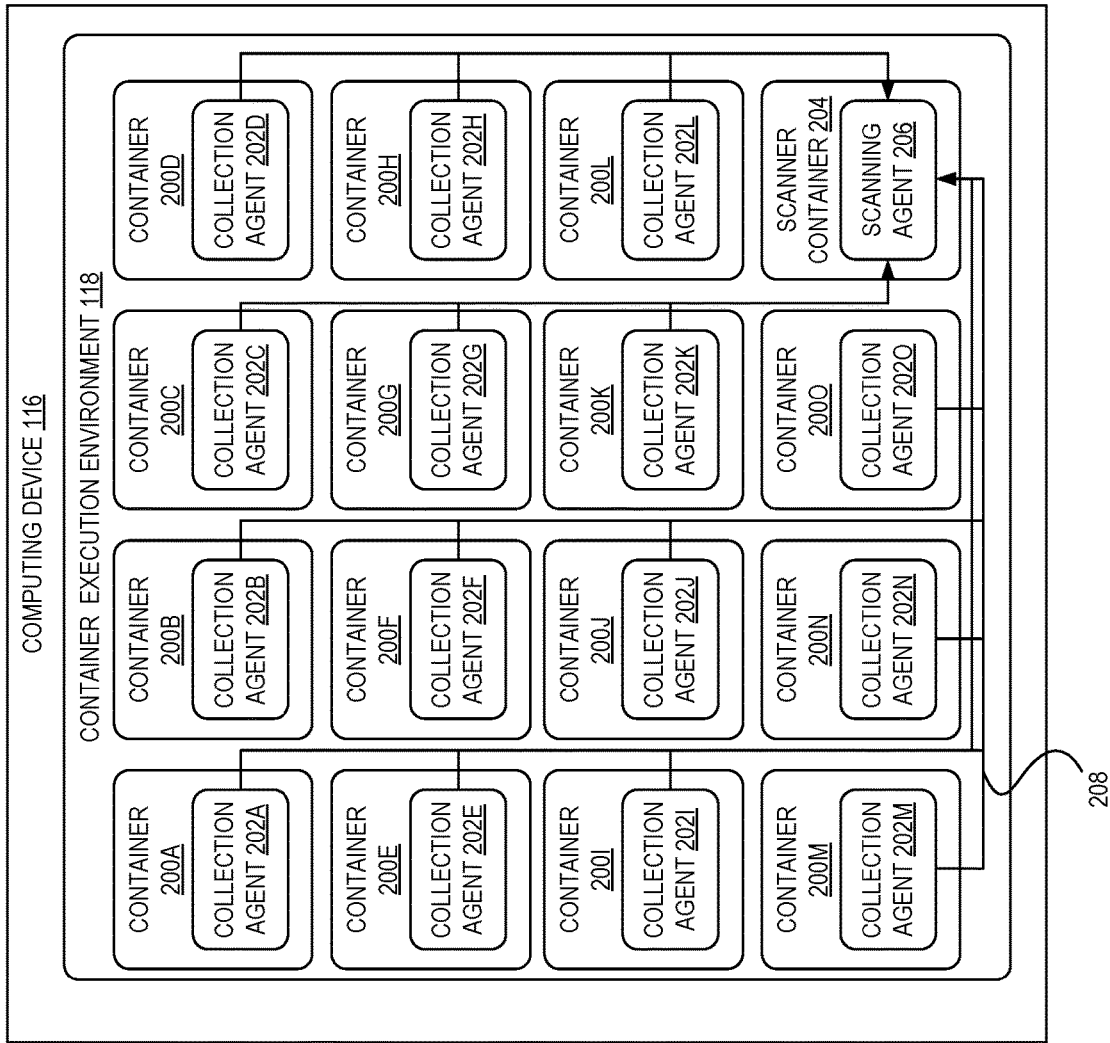 COMPUTING DEVICE 116
CONTAINER EXECUTION ENVIRONMENT 118
CONTAINER
200A
COLLECTION
AGENT 202A
CONTAINER
200B
COLLECTION
AGENT 202B
CONTAINER
200C
COLLECTION
AGENT 202C
CONTAINER
200D
COLLECTION
AGENT 202D
CONTAINER
200E
COLLECTION
AGENT 202E
CONTAINER
200F
COLLECTION
AGENT 202F
CONTAINER
200G
COLLECTION
AGENT 202G
CONTAINER
200H
COLLECTION
AGENT 202H
CONTAINER
200I
COLLECTION
AGENT 202I
CONTAINER
200J
COLLECTION
AGENT 202J
CONTAINER
200K
COLLECTION
AGENT 202K
CONTAINER
200L
COLLECTION
AGENT 202L
CONTAINER
200M
COLLECTION
AGENT 202M
CONTAINER
200N
COLLECTION
AGENT 202N
CONTAINER
200O
COLLECTION
AGENT 202O
SCANNER
CONTAINER 204
SCANNING
AGENT 206
208